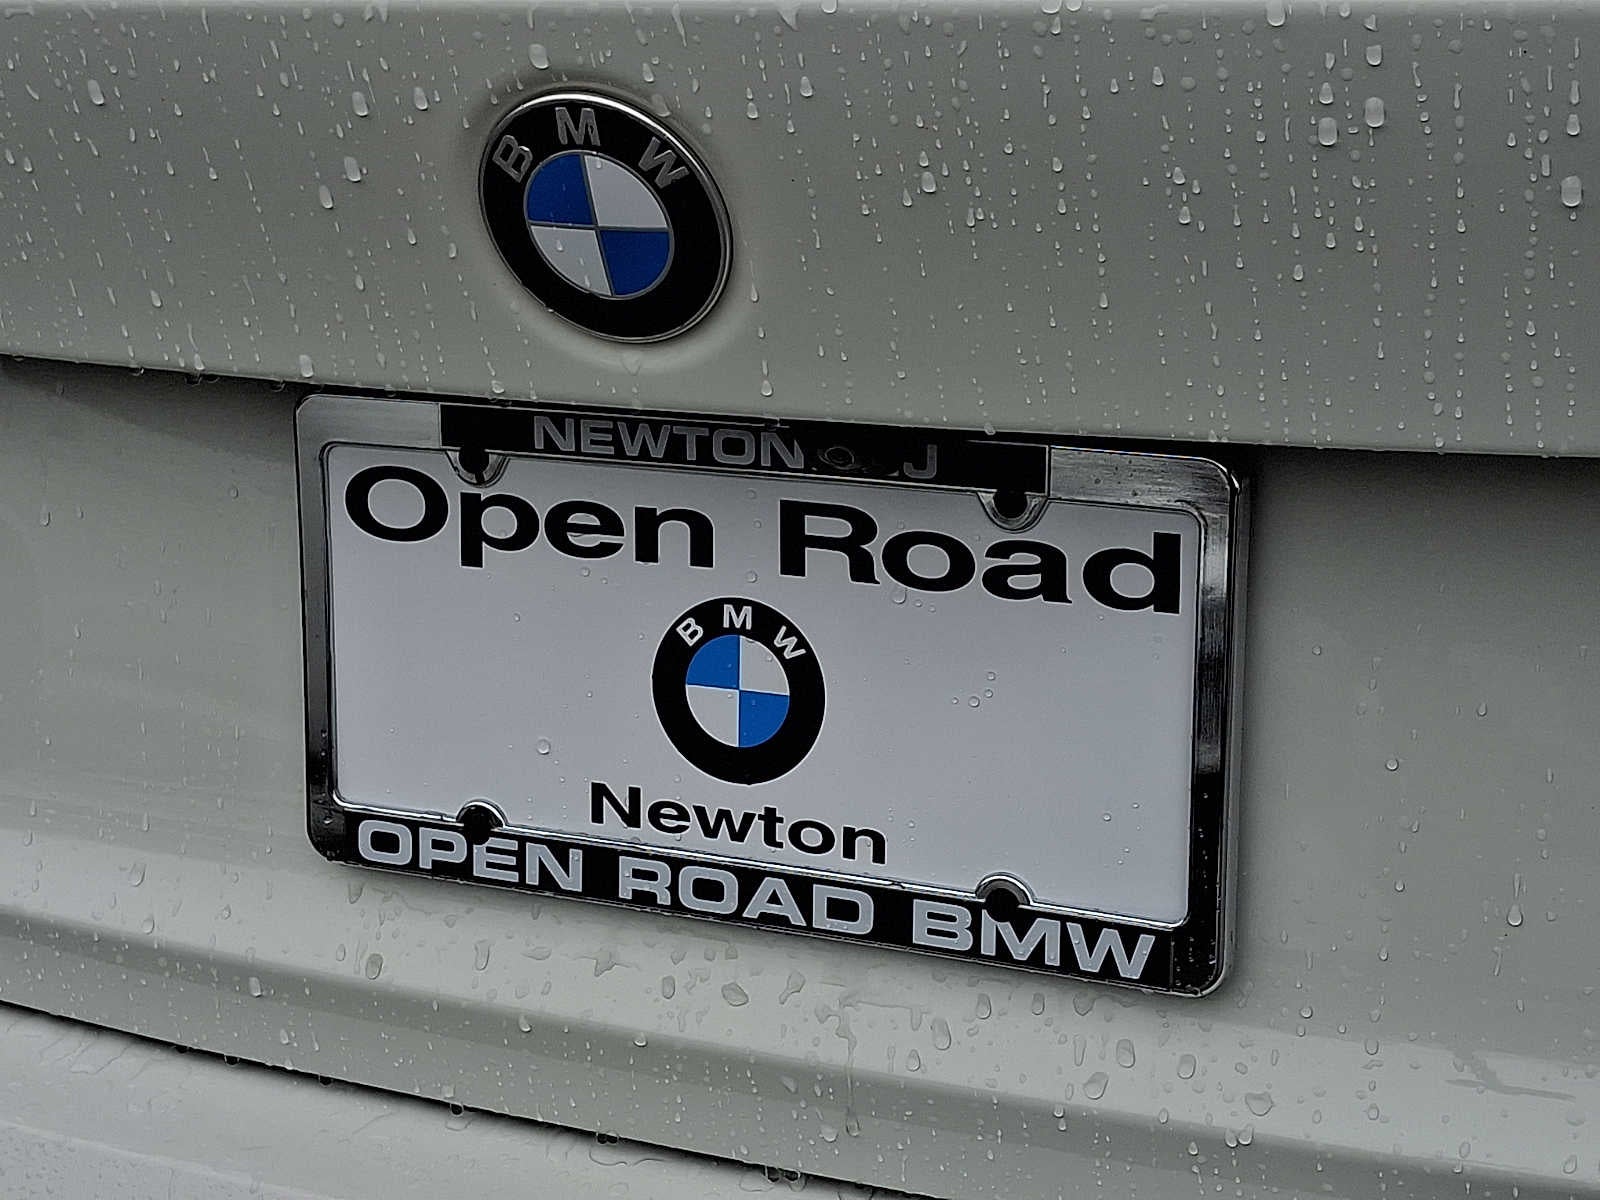 BMW
NEWTON J
Open Road
BMW
Newton
OPEN ROAD BMW